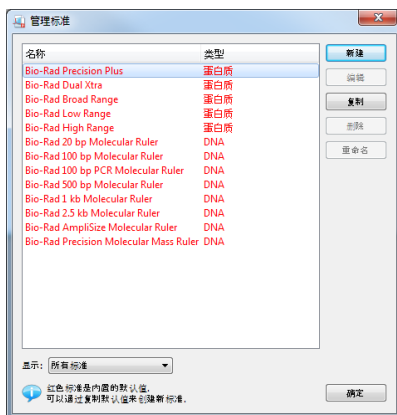 管理标准
名称 类型
Bio-Rad Precision Plus 蛋白质
Bio-Rad Dual Xtra 蛋白质
Bio-Rad Broad Range 蛋白质
Bio-Rad Low Range 蛋白质
Bio-Rad High Range 蛋白质
Bio-Rad 20 bp Molecular Ruler DNA
Bio-Rad 100 bp Molecular Ruler DNA
Bio-Rad 100 bp PCR Molecular Ruler DNA
Bio-Rad 500 bp Molecular Ruler DNA
Bio-Rad 1 kb Molecular Ruler DNA
Bio-Rad 2.5 kb Molecular Ruler DNA
Bio-Rad AmpliSize Molecular Ruler DNA
Bio-Rad Precision Molecular Mass Ruler DNA
新建
编辑
复制
删除
重命名
显示: 所有标准
红色标准是内置的默认值.
可以通过复制默认值来创建新标准.
确定